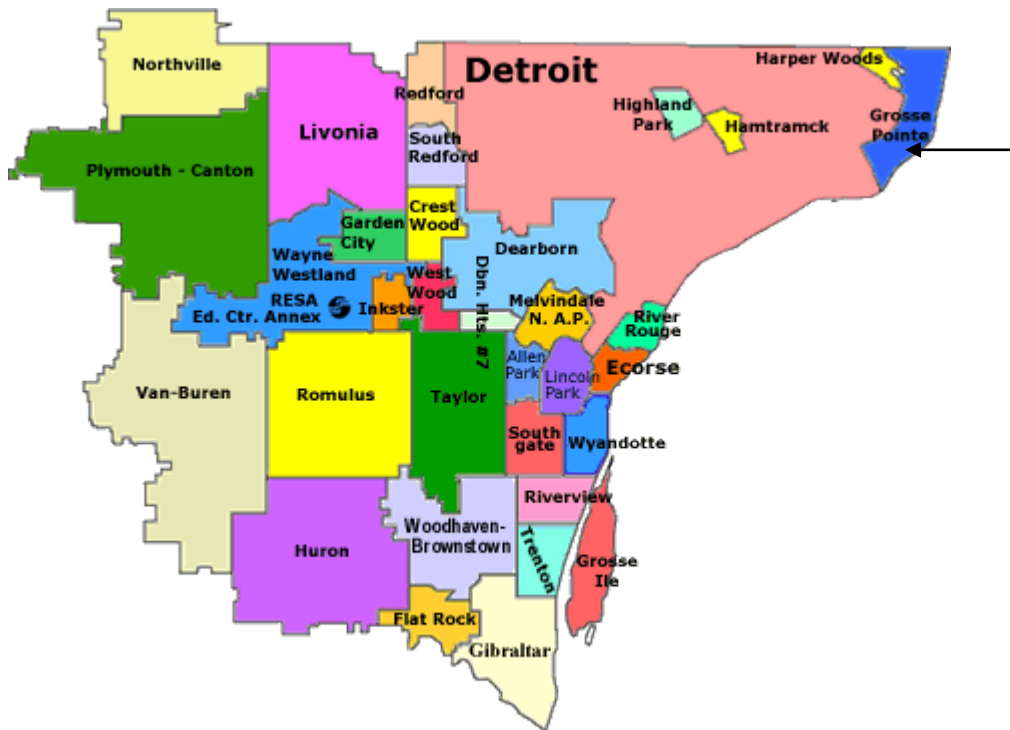 Northville
Detroit
Harper Woods
Redford
Highland
Park
Grosse
Pointe
Hamtramck
Livonia
South
Redford
Plymouth - Canton
Crest
Wood
Garden
City
Dearborn
Wayne
Westland
West
Wood
Dbn. Hts. #7
RESA
Ed. Ctr. Annex
Inkster
Melvindale
N. A.P.
River
Rouge
Allen
Park
Ecorse
Lincoln
Park
Van-Buren
Romulus
Taylor
South
gate
Wyandotte
Riverview
Woodhaven-
Brownstown
Trenton
Huron
Grosse
Ile
Flat Rock
Gibraltar